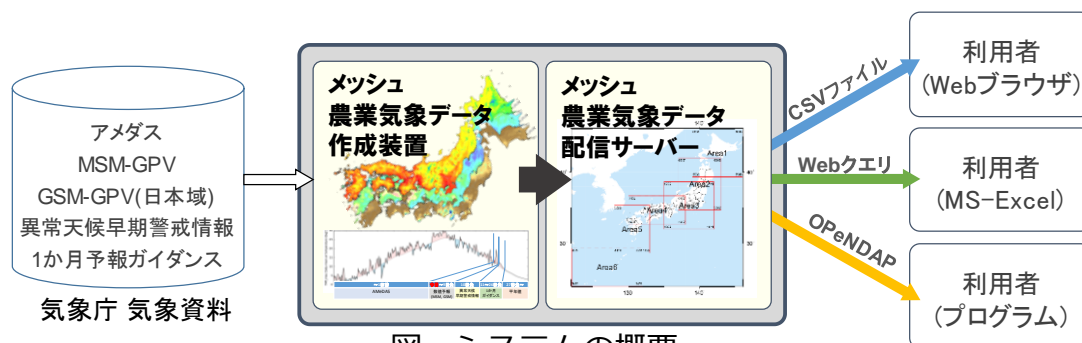 アメダス
MSM-GPV
GSM-GPV(日本域)
異常天候早期警戒情報
1か月予報ガイダンス
気象庁 気象資料
メッシュ
農業気象データ
作成装置
メッシュ
農業気象データ
配信サーバー
Area1
Area2
Area3
Area4
Area5
Area6
CSVファイル
Webクエリ
OPeNDAP
利用者
(Webブラウザ)
利用者
(MS-Excel)
利用者
(プログラム)